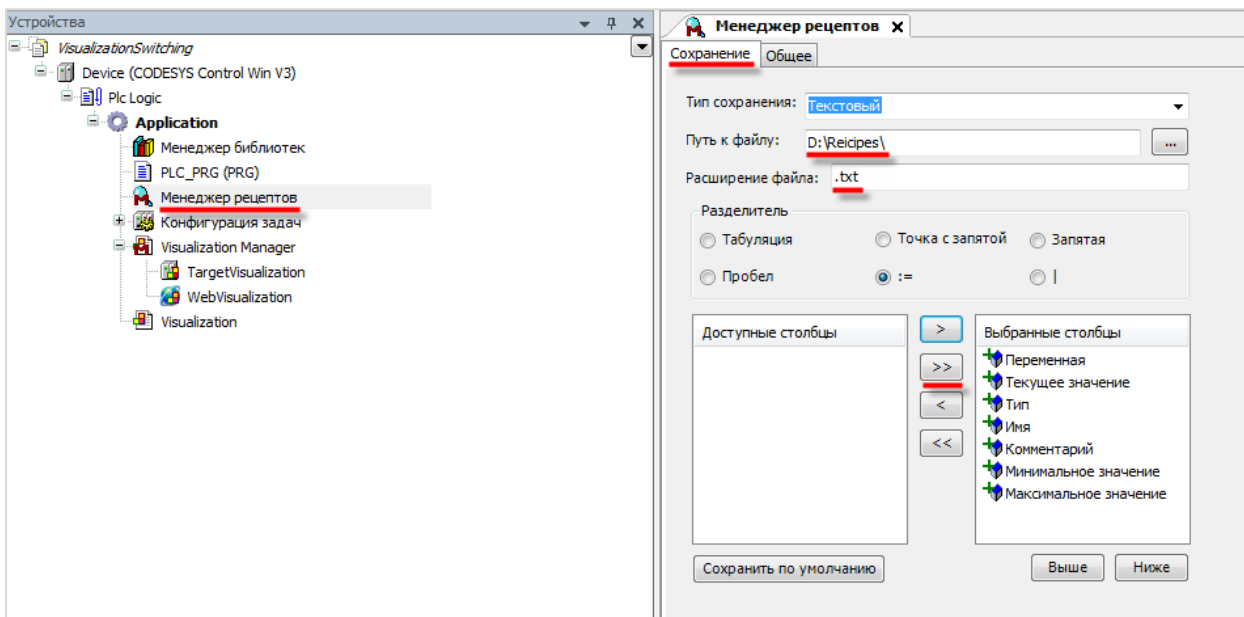 Устройства
VisualizationSwitching
Device (CODESYS Control Win V3)
Plc Logic
Application
Менеджер библиотек
PLC_PRG (PRG)
Менеджер рецептов
Конфигурация задач
Visualization Manager
TargetVisualization
WebVisualization
Visualization
Менеджер рецептов X
Сохранение Общее
Тип сохранения: Текстовый
Путь к файлу: D:\Reicipes\ ...
Расширение файла: .txt
Разделитель
Табуляция Точка с запятой Запятая
Пробел := |
Доступные столбцы > Выбранные столбцы
Переменная
>>
Текущее значение
Тип
<
Имя
<<
Комментарий
Минимальное значение
Максимальное значение
Сохранить по умолчанию Выше Ниже